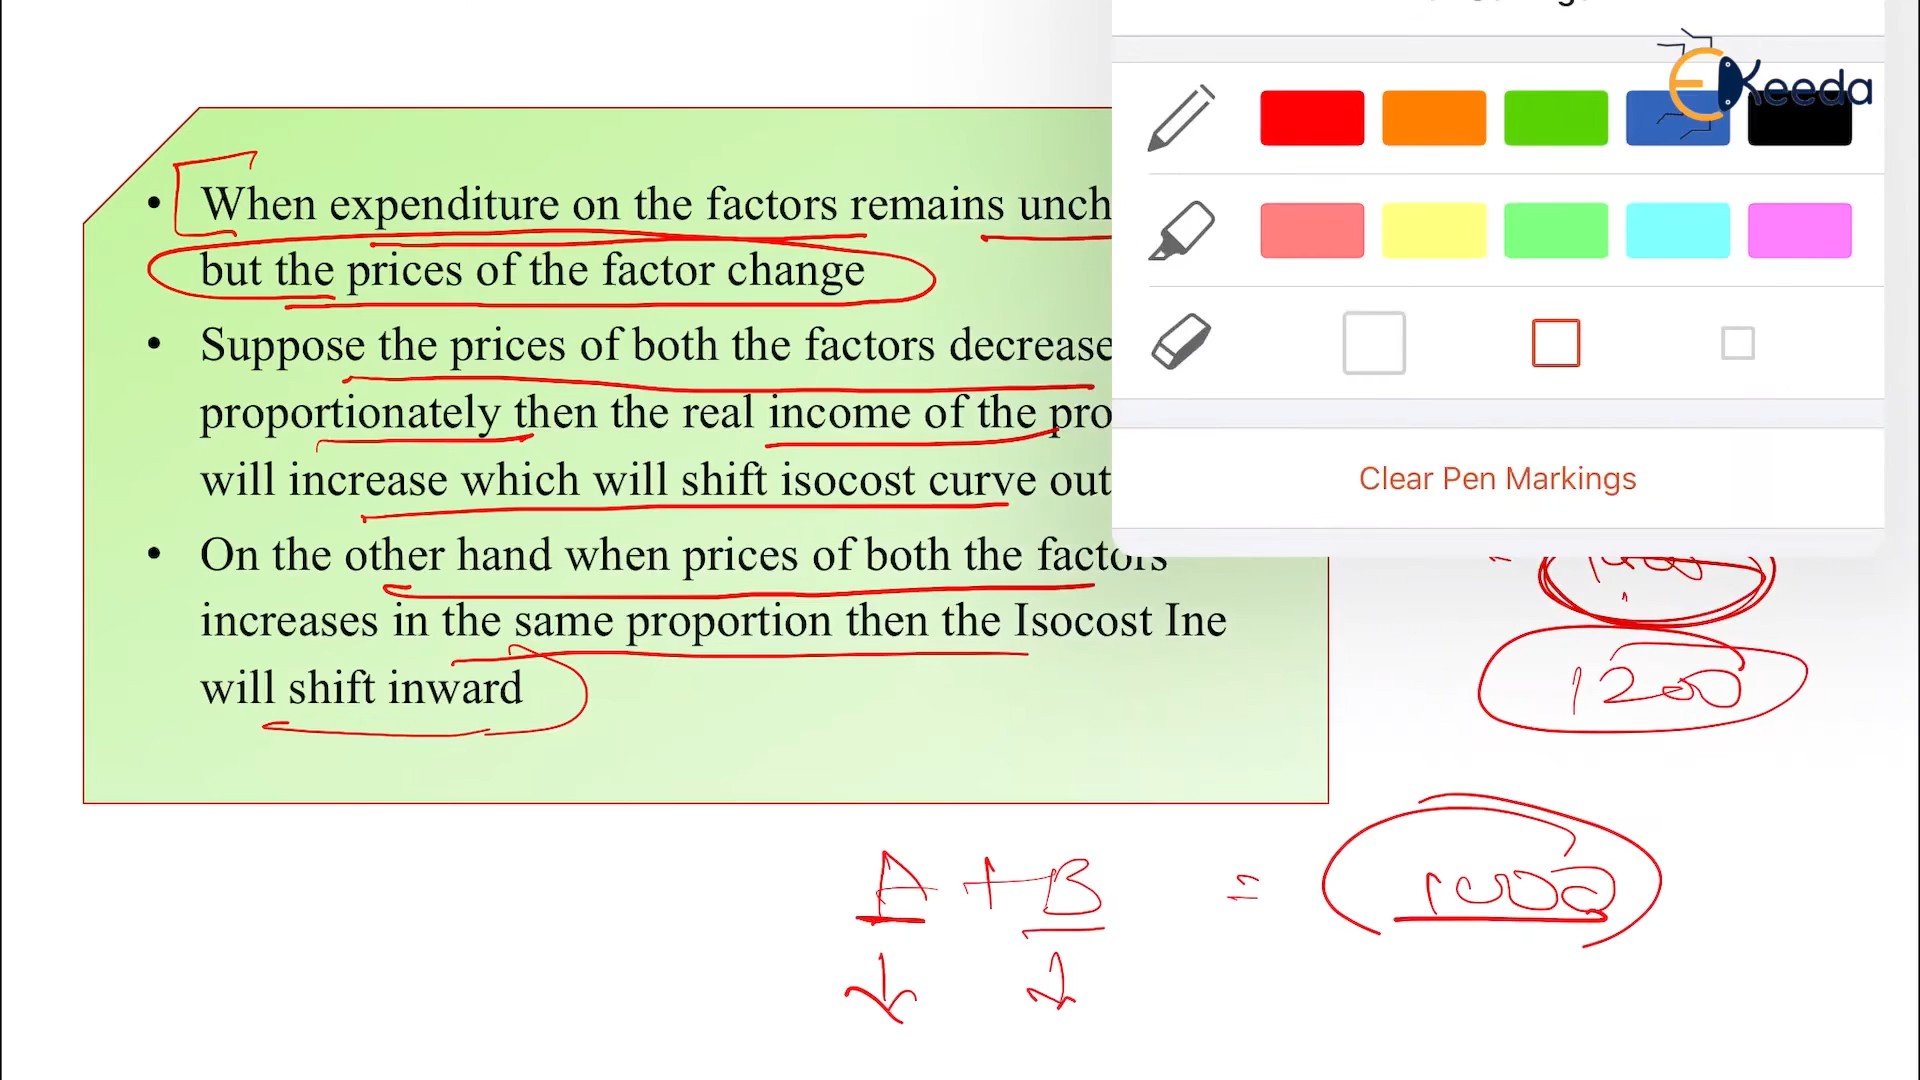 Keeda
• When expenditure on the factors remains unch
but the prices of the factor change
• Suppose the prices of both the factors decrease
proportionately then the real income of the pro
will increase which will shift isocost curve out
Clear Pen Markings
• On the other hand when prices of both the factors
increases in the same proportion then the Isocost Ine
will shift inward
1200
A + B = 1000